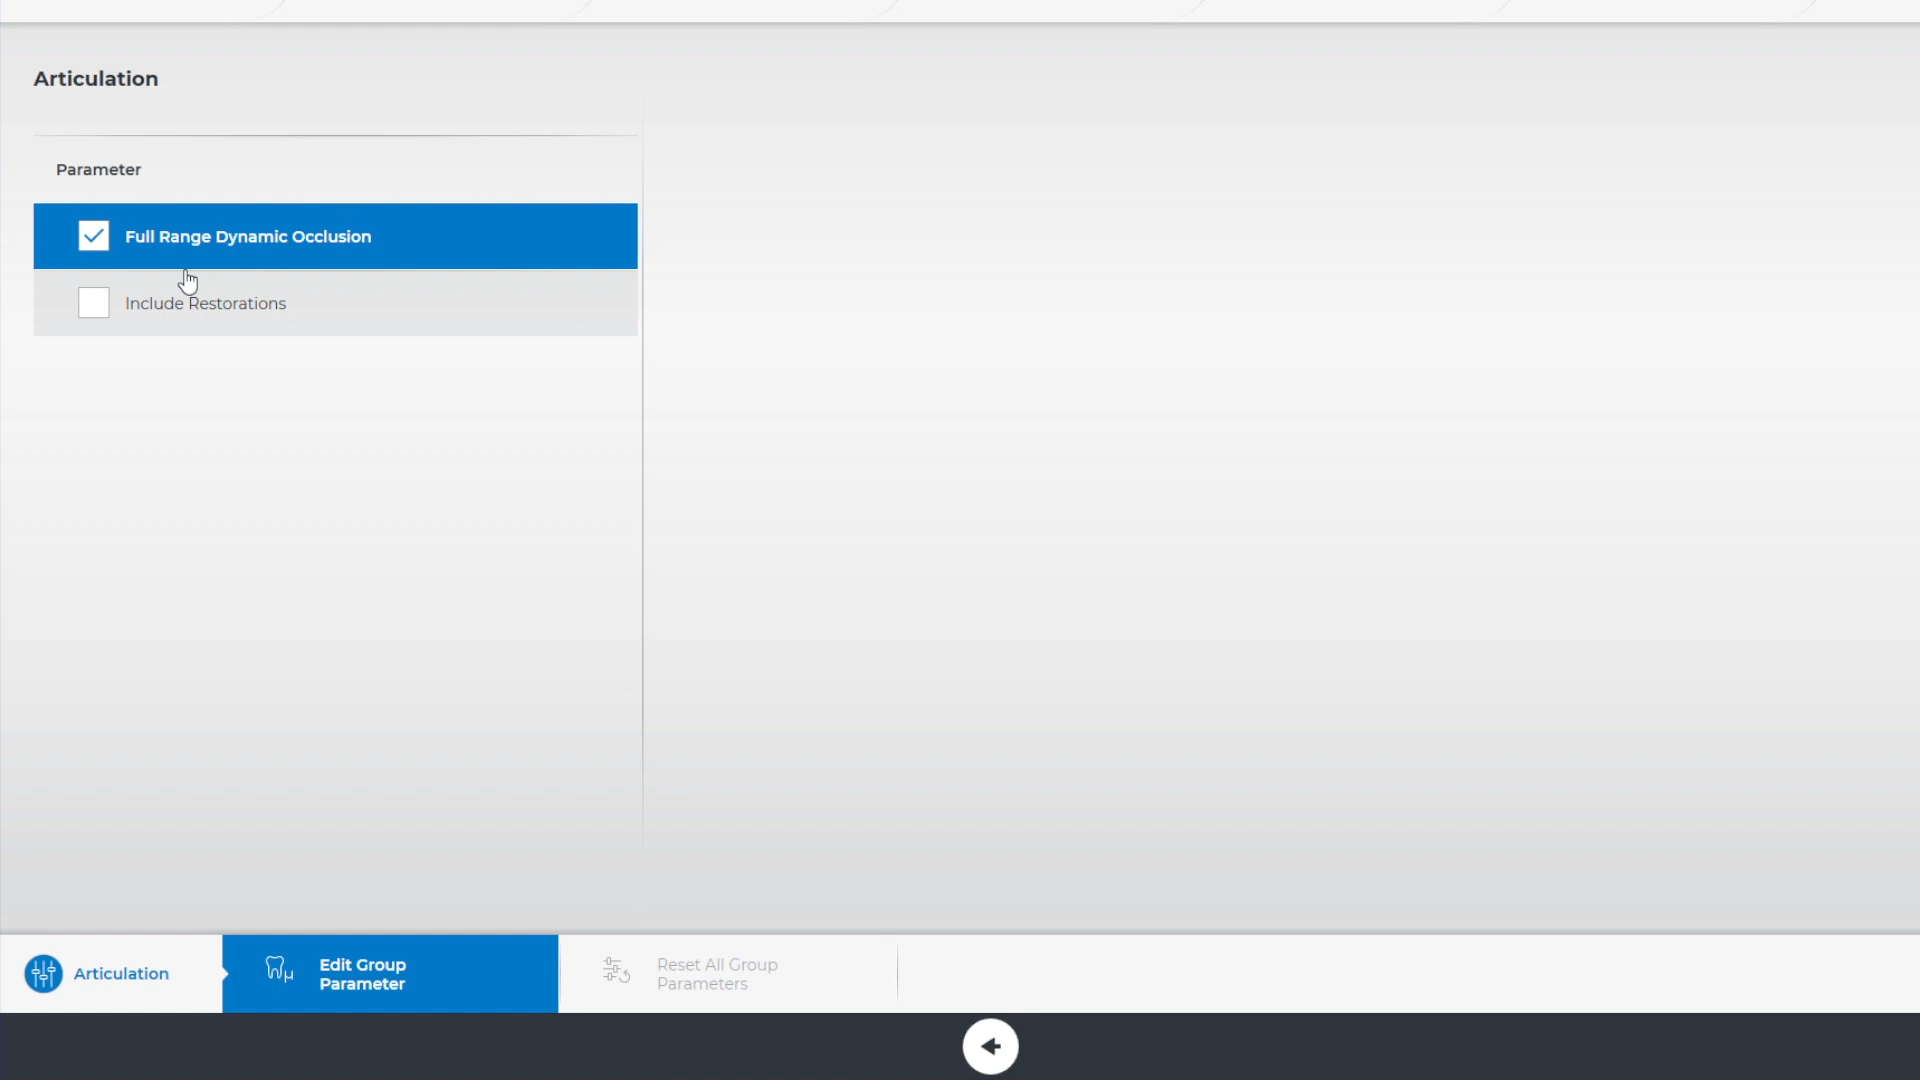 Articulation
Parameter
Full Range Dynamic Occlusion
Include Restorations
Articulation
Edit Group
Parameter
Reset All Group
Parameters